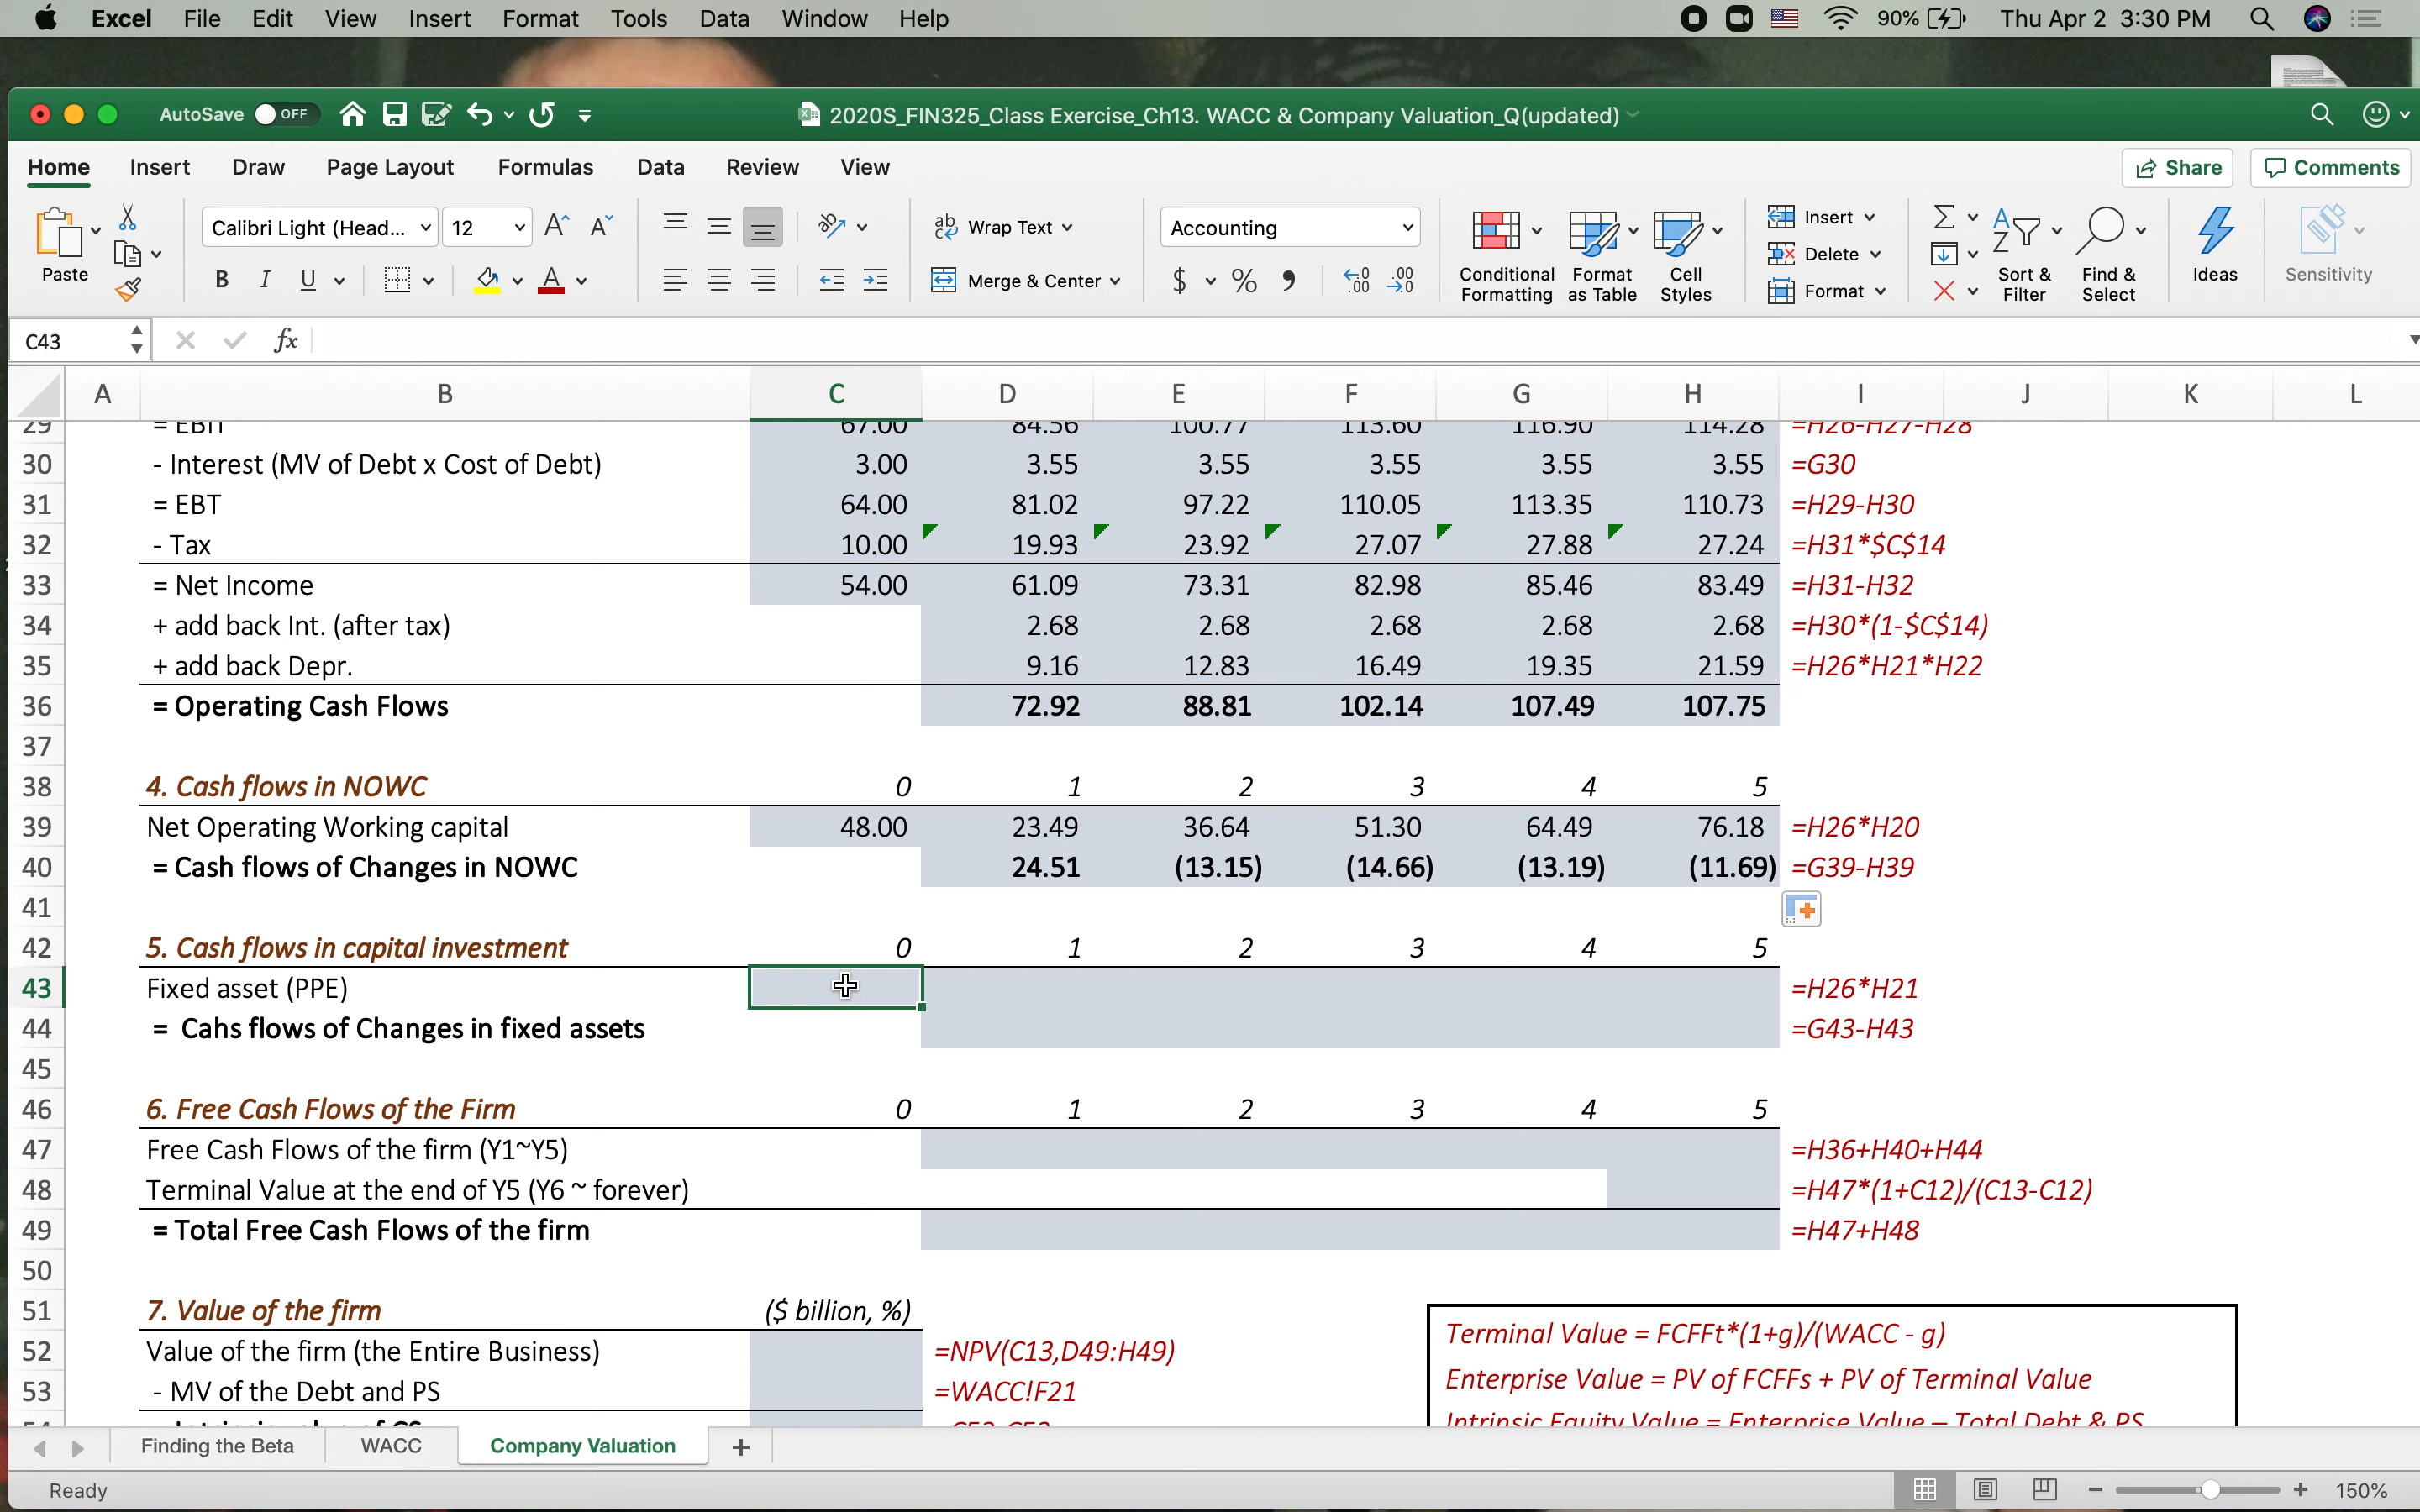 Excel File Edit View Insert Format Tools Data Window Help 90% Thu Apr 2 3:30 PM
AutoSave OFF 2020S_FIN325_Class Exercise_Ch13. WACC & Company Valuation_Q(updated)
Home Insert Draw Page Layout Formulas Data Review View Share Comments
Paste Calibri Light (Head... 12 Wrap Text Accounting Conditional Formatting Format as Table Cell Styles Insert Sort & Filter Find & Select Ideas Sensitivity
B I U A Merge & Center $ % Delete
Format
C43 fx
A B C D E F G H I J K L
29 = EBIT 67.00 84.56 100.77 113.60 116.90 114.28 =H26-H27-H28
30 - Interest (MV of Debt x Cost of Debt) 3.00 3.55 3.55 3.55 3.55 3.55 =G30
31 = EBT 64.00 81.02 97.22 110.05 113.35 110.73 =H29-H30
32 - Tax 10.00 19.93 23.92 27.07 27.88 27.24 =H31*$C$14
33 = Net Income 54.00 61.09 73.31 82.98 85.46 83.49 =H31-H32
34 + add back Int. (after tax) 2.68 2.68 2.68 2.68 2.68 =H30*(1-$C$14)
35 + add back Depr. 9.16 12.83 16.49 19.35 21.59 =H26*H21*H22
36 = Operating Cash Flows 72.92 88.81 102.14 107.49 107.75
37
38 4. Cash flows in NOWC 0 1 2 3 4 5
39 Net Operating Working capital 48.00 23.49 36.64 51.30 64.49 76.18 =H26*H20
40 = Cash flows of Changes in NOWC 24.51 (13.15) (14.66) (13.19) (11.69) =G39-H39
41
42 5. Cash flows in capital investment 0 1 2 3 4 5
43 Fixed asset (PPE) =H26*H21
44 = Cahs flows of Changes in fixed assets =G43-H43
45
46 6. Free Cash Flows of the Firm 0 1 2 3 4 5
47 Free Cash Flows of the firm (Y1~Y5) =H36+H40+H44
48 Terminal Value at the end of Y5 (Y6 ~ forever) =H47*(1+C12)/(C13-C12)
49 = Total Free Cash Flows of the firm =H47+H48
50
51 7. Value of the firm ($ billion, %)
52 Value of the firm (the Entire Business) =NPV(C13,D49:H49)
53 - MV of the Debt and PS =WACC!F21
Terminal Value = FCFFt*(1+g)/(WACC - g)
Enterprise Value = PV of FCFFs + PV of Terminal Value
Intrinsic Equity Value = Enterprise Value – Total Debt & PS
Finding the Beta WACC Company Valuation +
Ready 150%